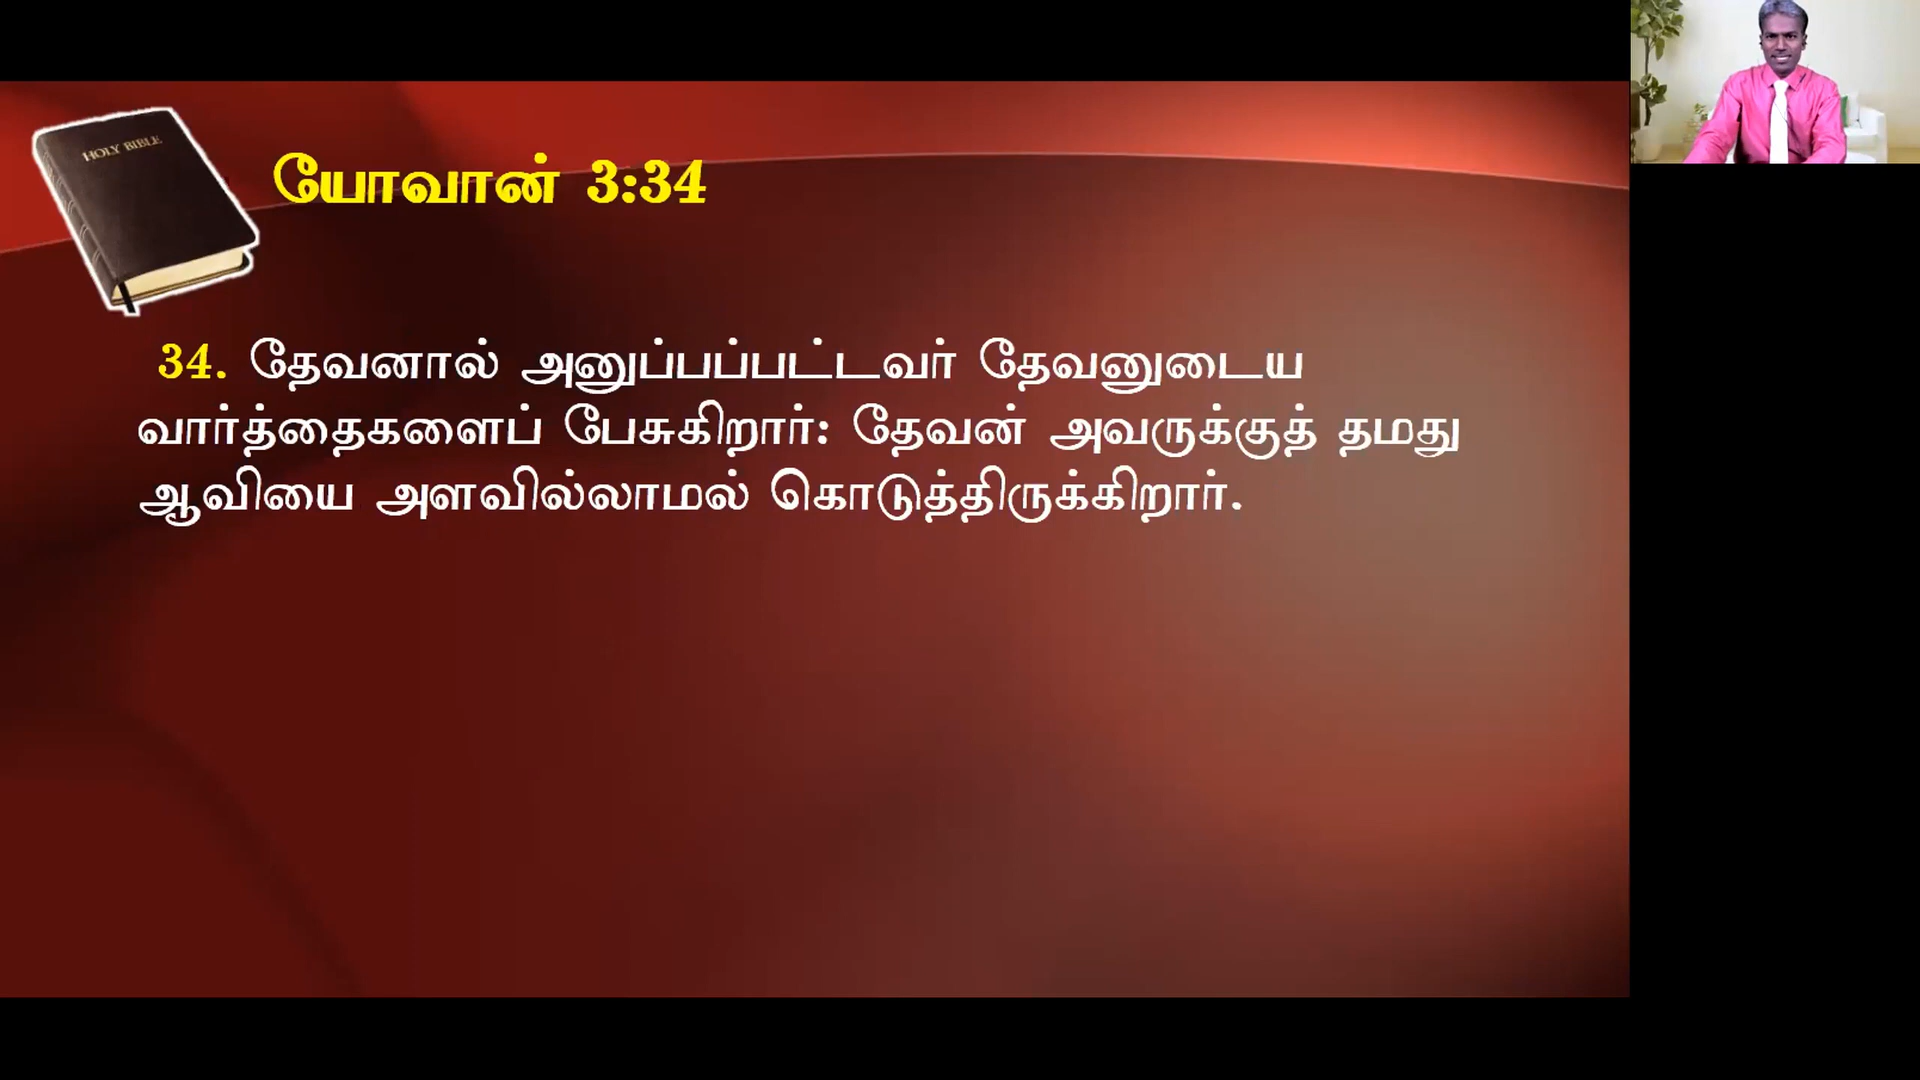 HOLY BIBLE
யோவான் 3:34
34. தேவனால் அனுப்பப்பட்டவர் தேவனுடைய
வார்த்தைகளைப் பேசுகிறார்: தேவன் அவருக்குத் தமது
ஆவியை அளவில்லாமல் கொடுத்திருக்கிறார்.